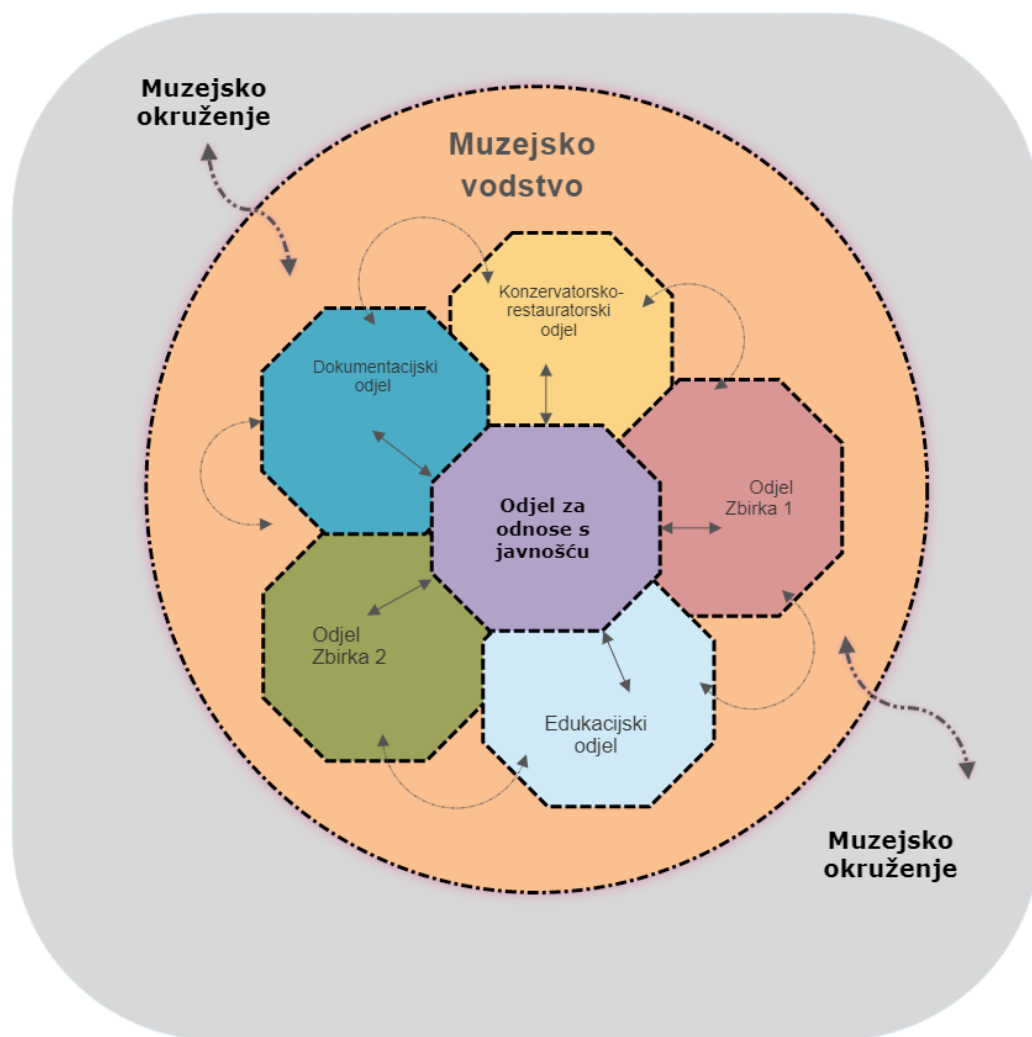 Muzejsko
okruženje
Muzejsko
vodstvo
Konzervatorsko-
restauratorski
odjel
Dokumentacijski
odjel
Odjel
Zbirka 1
Odjel za
odnose s
javnošću
Odjel
Zbirka 2
Edukacijski
odjel
Muzejsko
okruženje